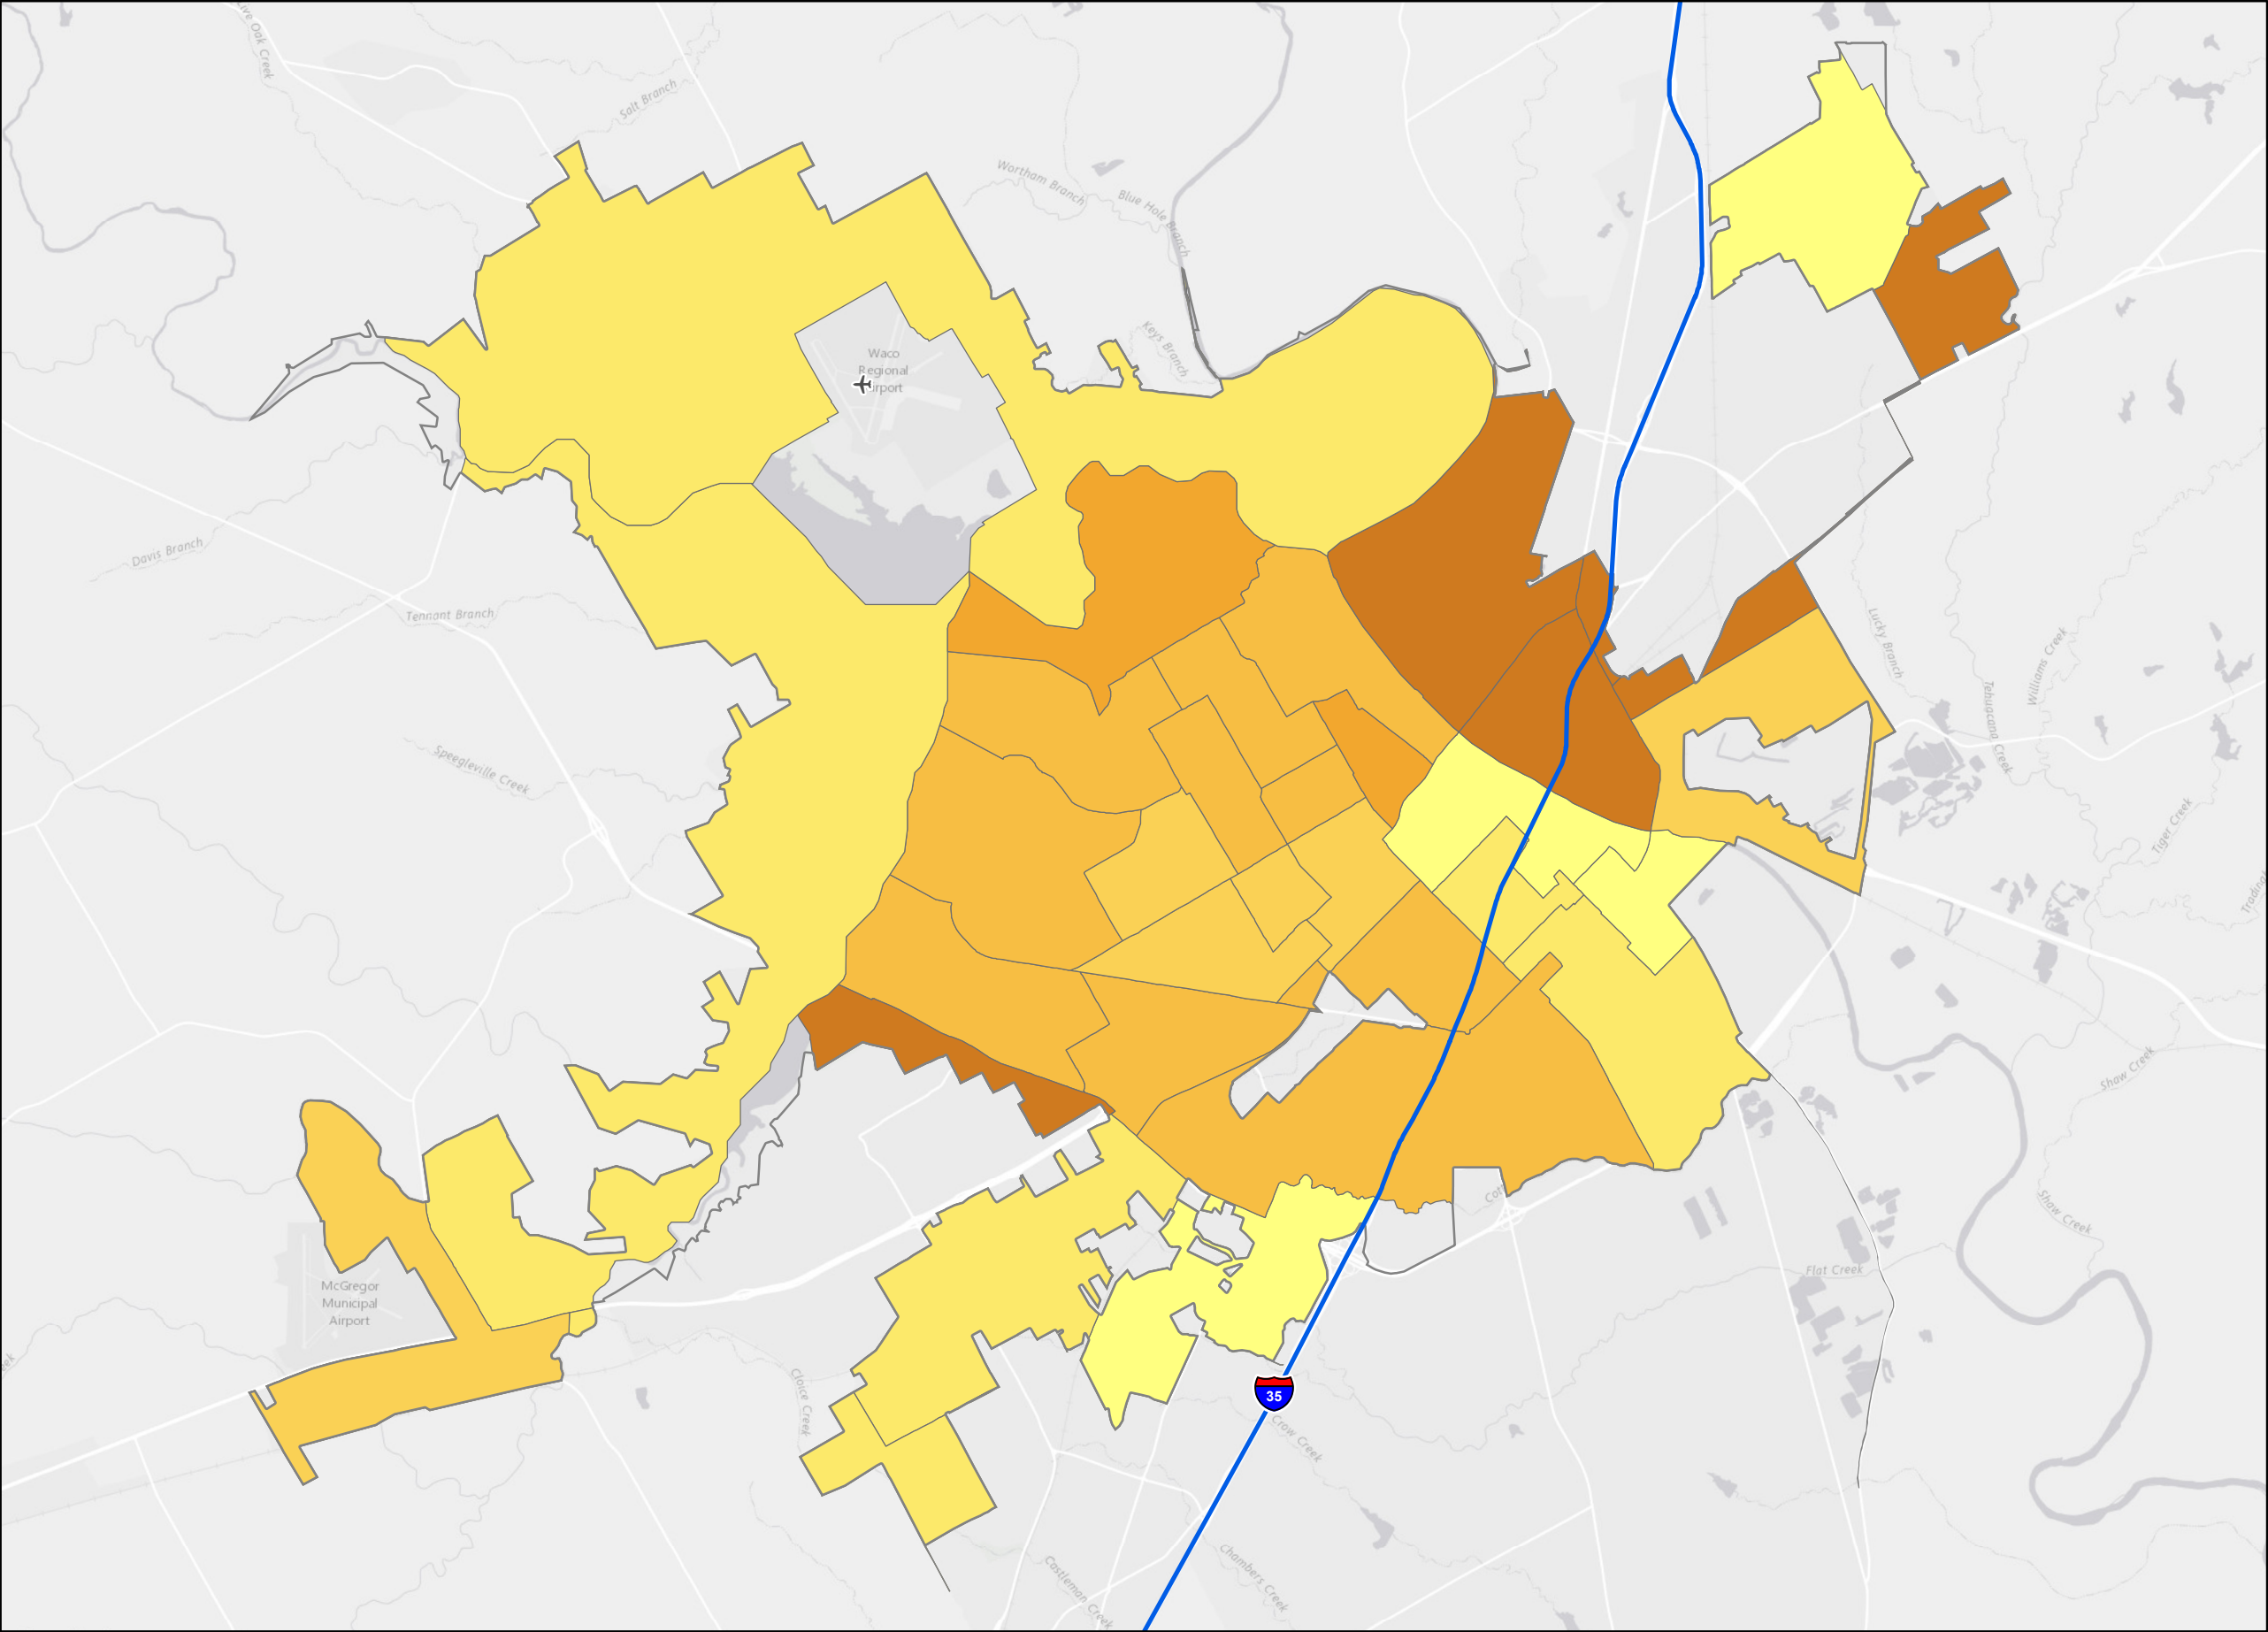 Live Oak Creek
Salt Branch
Wortham Branch
Blue Hole Branch
Keys Branch
Waco
Regional
Airport
Davis Branch
Tennant Branch
Lucky Branch
Williams Creek
Tehuacana Creek
Speegleville Creek
Tiger Creek
Shaw Creek
Shaw Creek
Flat Creek
McGregor
Municipal
Airport
Cloice Creek
35
Crow Creek
Chambers Creek
Castleman Creek